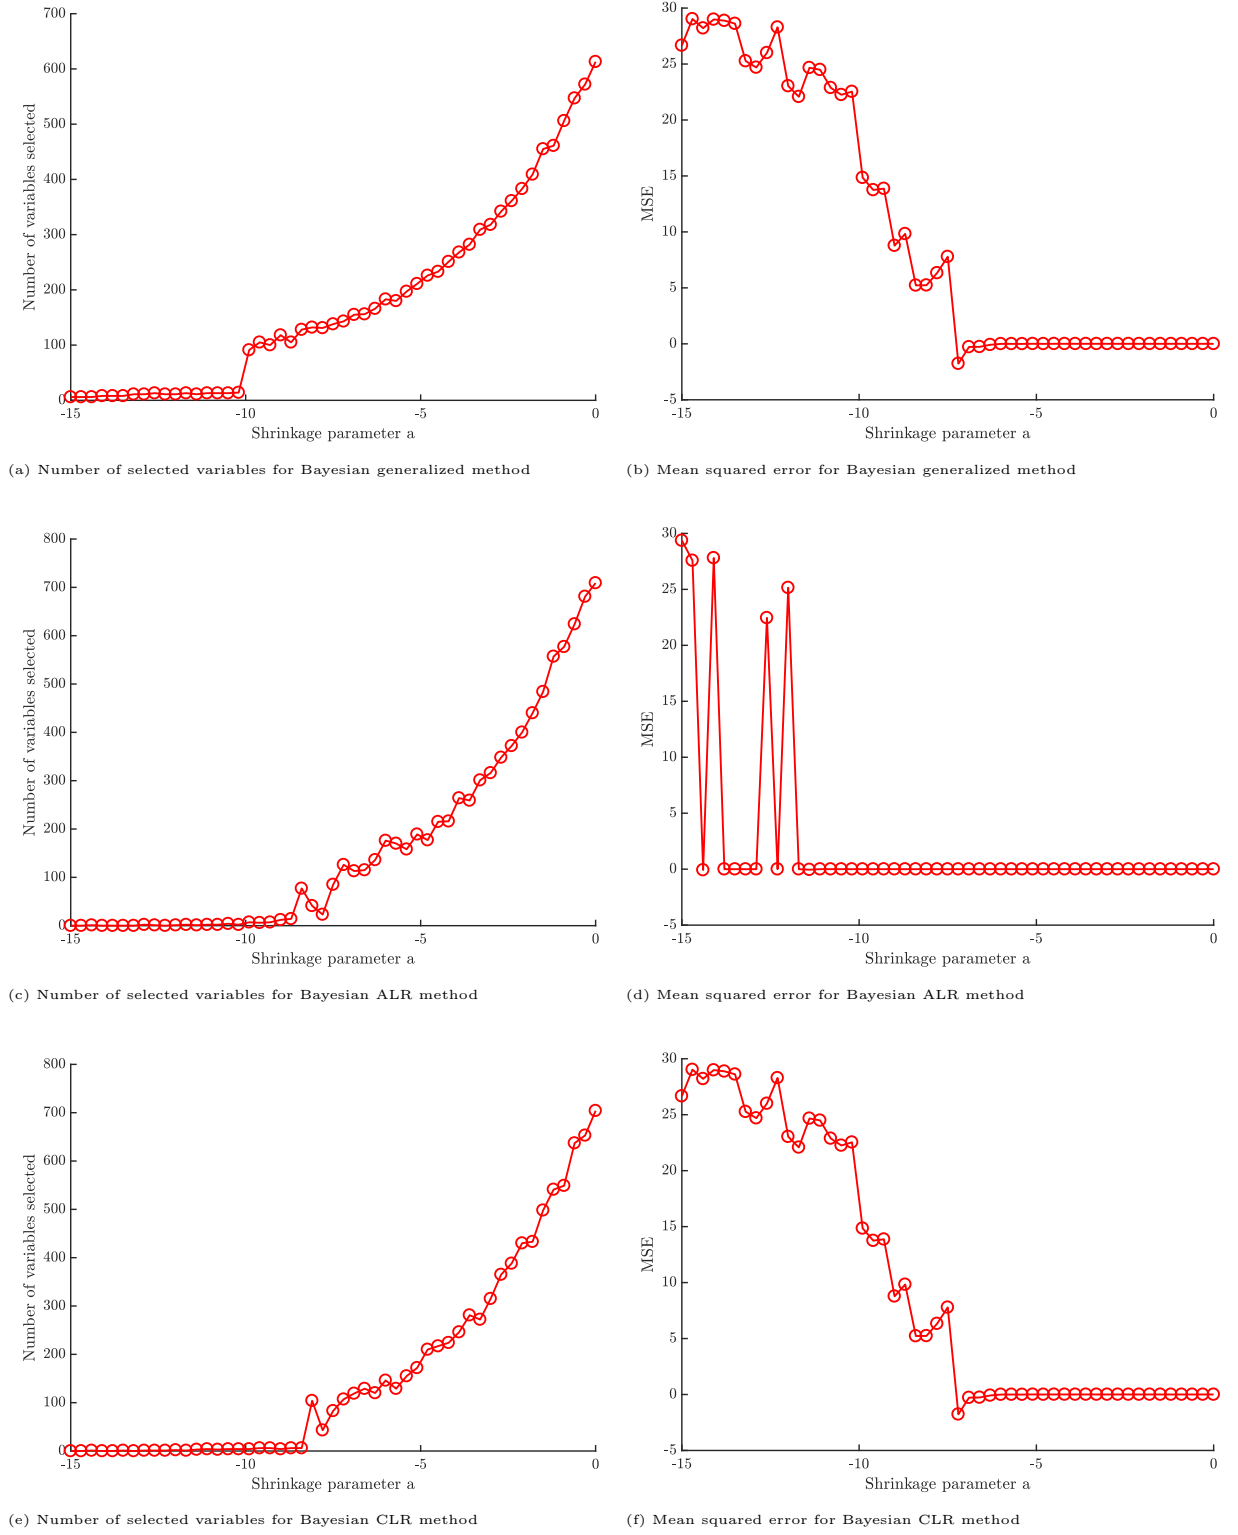 700
600
500
400
300
200
100
0
-15 -10 -5 0
Number of variables selected
Shrinkage parameter a
(a) Number of selected variables for Bayesian generalized method
30
25
20
15
10
5
0
-5
-15 -10 -5 0
MSE
Shrinkage parameter a
(b) Mean squared error for Bayesian generalized method
800
700
600
500
400
300
200
100
0
-15 -10 -5 0
Number of variables selected
Shrinkage parameter a
(c) Number of selected variables for Bayesian ALR method
30
25
20
15
10
5
0
-5
-15 -10 -5 0
MSE
Shrinkage parameter a
(d) Mean squared error for Bayesian ALR method
800
700
600
500
400
300
200
100
0
-15 -10 -5 0
Number of variables selected
Shrinkage parameter a
(e) Number of selected variables for Bayesian CLR method
30
25
20
15
10
5
0
-5
-15 -10 -5 0
MSE
Shrinkage parameter a
(f) Mean squared error for Bayesian CLR method